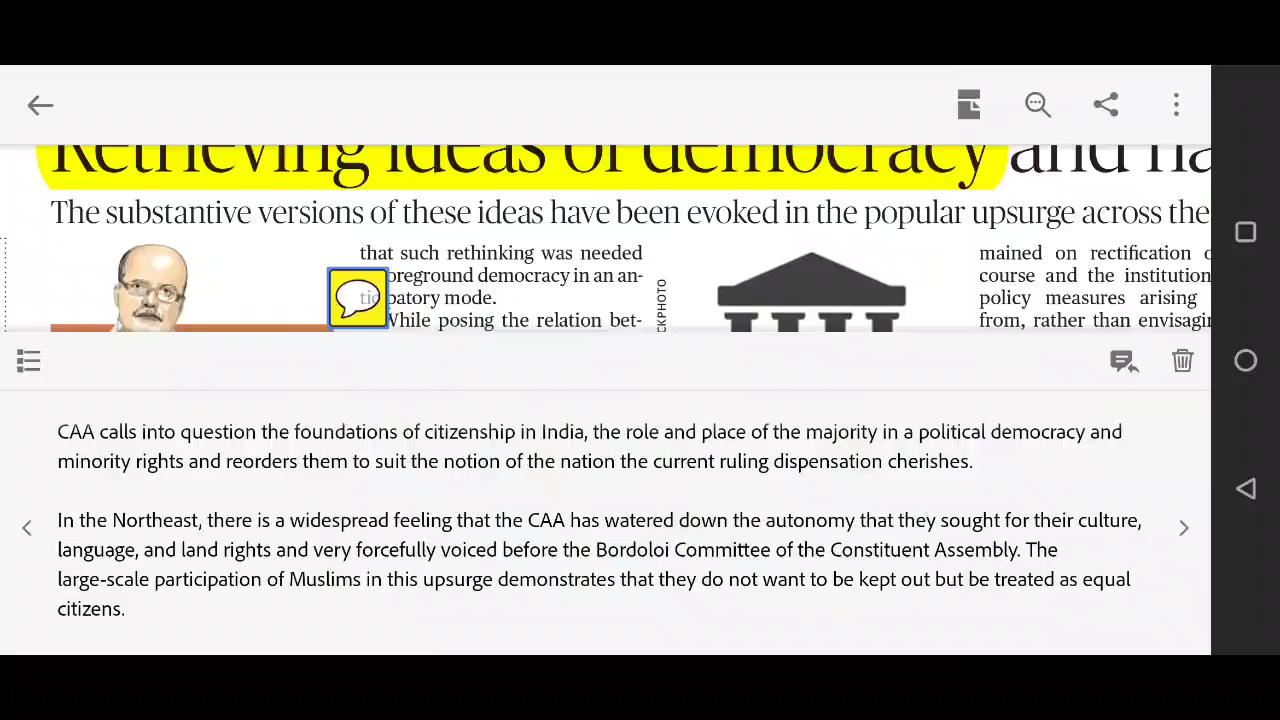 Retrieving ideas of democracy and na
The substantive versions of these ideas have been evoked in the popular upsurge across the
that such rethinking was needed
oreground democracy in an an-
ticipatory mode.
While posing the relation bet-
CKPHOTO
mained on rectification o
course and the institution
policy measures arising
from, rather than envisagin
CAA calls into question the foundations of citizenship in India, the role and place of the majority in a political democracy and
minority rights and reorders them to suit the notion of the nation the current ruling dispensation cherishes.
In the Northeast, there is a widespread feeling that the CAA has watered down the autonomy that they sought for their culture,
language, and land rights and very forcefully voiced before the Bordoloi Committee of the Constituent Assembly. The
large-scale participation of Muslims in this upsurge demonstrates that they do not want to be kept out but be treated as equal
citizens.